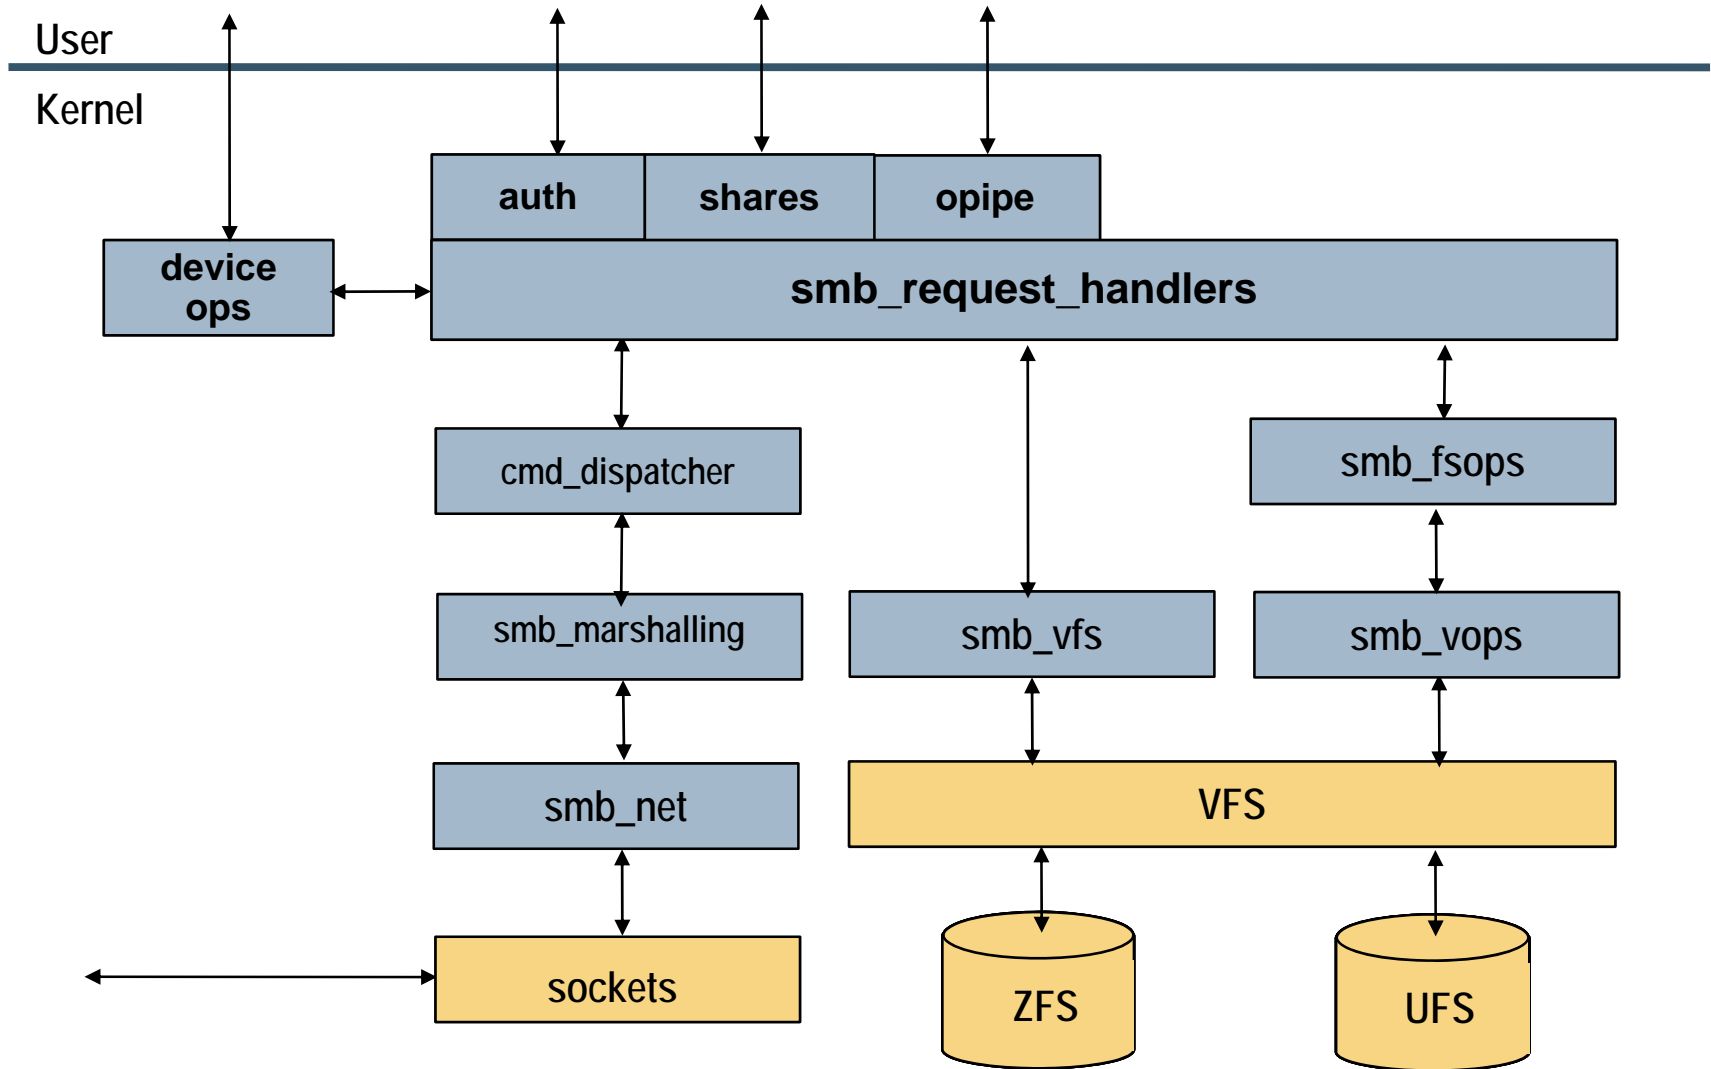 User
Kernel
auth
shares
opipe
device
ops
smb_request_handlers
cmd_dispatcher
smb_fsops
smb_marshalling
smb_vfs
smb_vops
smb_net
VFS
sockets
ZFS
UFS